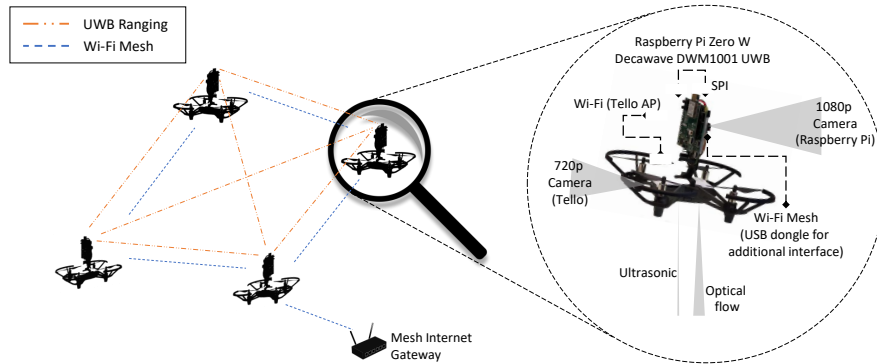 UWB Ranging
Wi-Fi Mesh
Mesh Internet
Gateway
Raspberry Pi Zero W
Decawave DWM1001 UWB
SPI
Wi-Fi (Tello AP)
1080p
Camera
(Raspberry Pi)
720p
Camera
(Tello)
Wi-Fi Mesh
(USB dongle for
additional interface)
Ultrasonic
Optical
flow